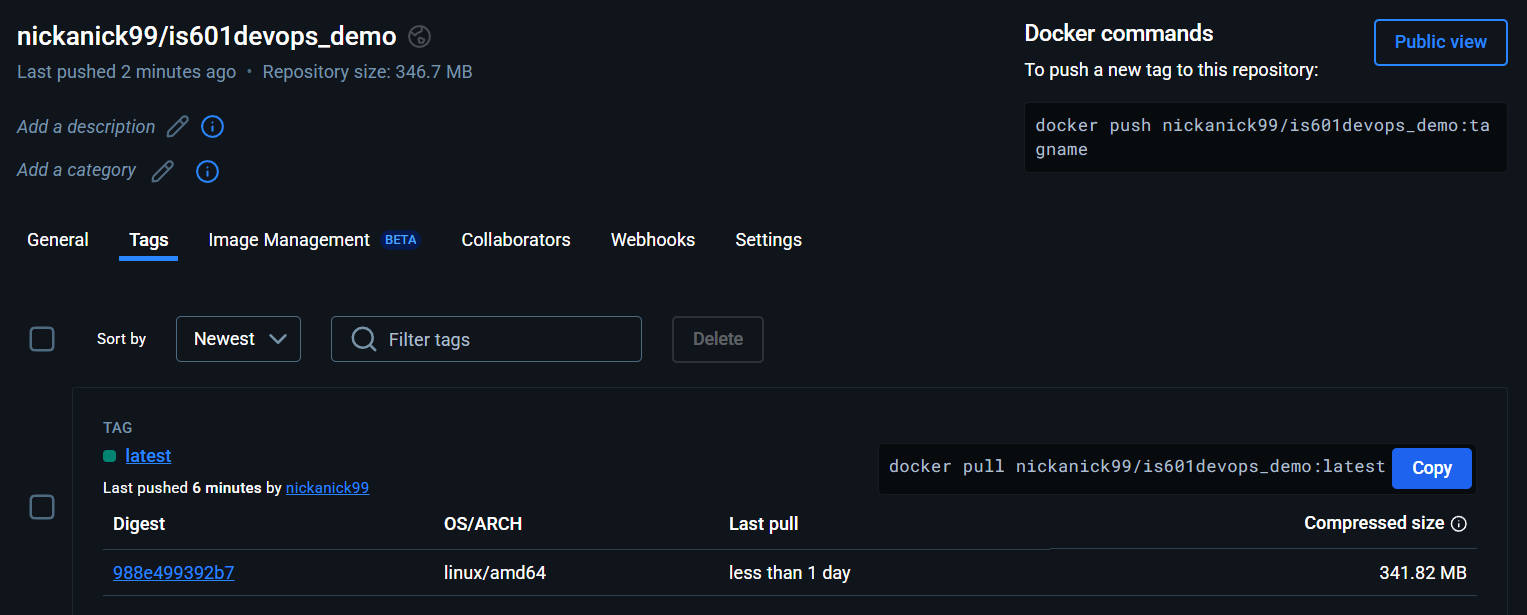 nickanick99/is601devops_demo
Last pushed 2 minutes ago • Repository size: 346.7 MB
Add a description
Add a category
Docker commands
Public view
To push a new tag to this repository:
docker push nickanick99/is601devops_demo:ta
gname
General Tags Image Management BETA Collaborators Webhooks Settings
Sort by Newest Filter tags Delete
TAG
latest
docker pull nickanick99/is601devops_demo:latest Copy
Last pushed 6 minutes by nickanick99
Digest OS/ARCH Last pull Compressed size
988e499392b7 linux/amd64 less than 1 day 341.82 MB